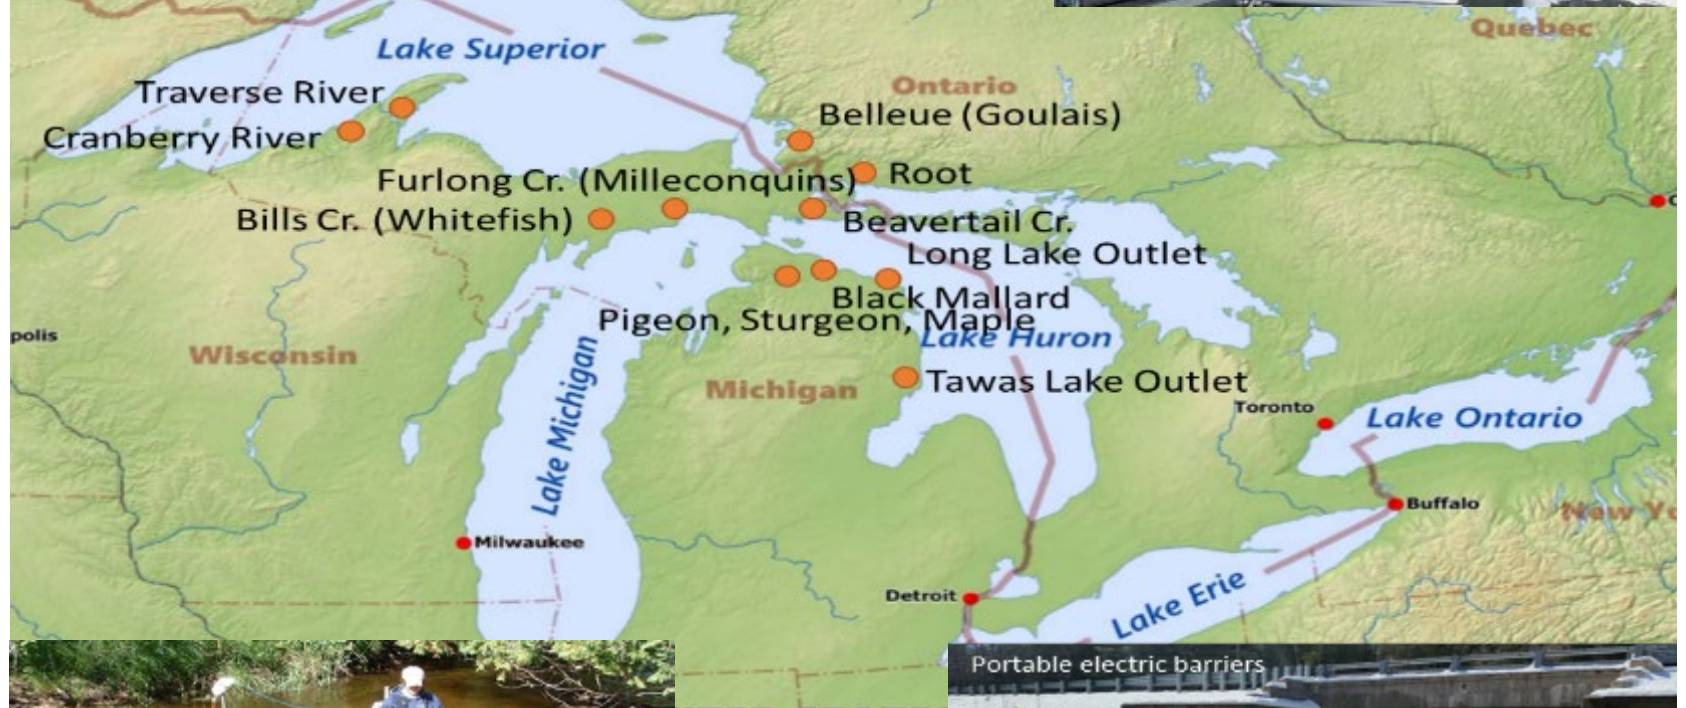 Quebec
Lake Superior
Ontario
Traverse River
Belleue (Goulais)
Cranberry River
Root
Furlong Cr. (Milleconquins)
Bills Cr. (Whitefish)
Beavertail Cr.
Long Lake Outlet
Black Mallard
Pigeon, Sturgeon, Maple
Lake Huron
polis
Wisconsin
Lake Michigan
Michigan
Tawas Lake Outlet
Toronto
Lake Ontario
Buffalo
New Yo
Milwaukee
Detroit
Lake Erie
Portable electric barriers